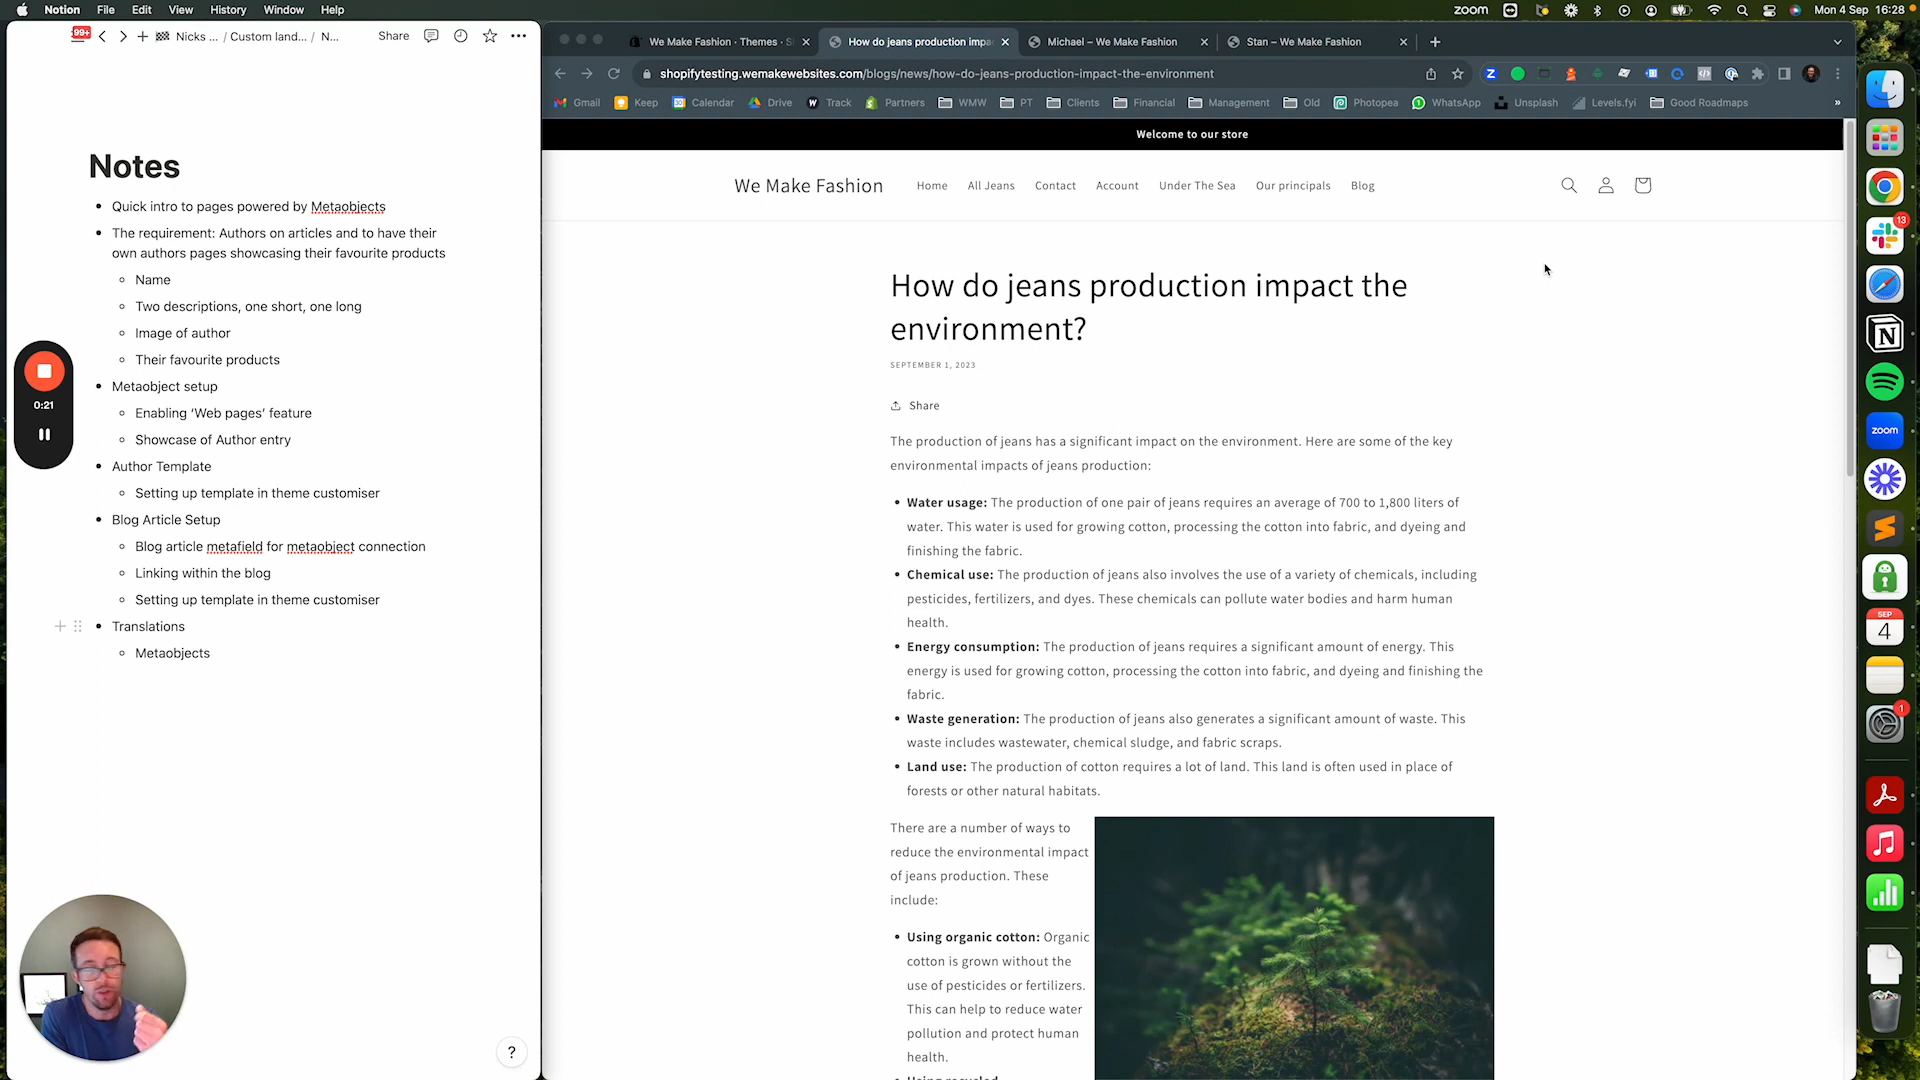 Notion File Edit View History Window Help
zoom Mon 4 Sep 16:28
99+ Nicks ... / Custom land... / N... Share
Notes
Quick intro to pages powered by Metaobjects
The requirement: Authors on articles and to have their
own authors pages showcasing their favourite products
Name
Two descriptions, one short, one long
Image of author
Their favourite products
Metaobject setup
Enabling ‘Web pages’ feature
Showcase of Author entry
Author Template
Setting up template in theme customiser
Blog Article Setup
Blog article metafield for metaobject connection
Linking within the blog
Setting up template in theme customiser
Translations
Metaobjects
0:21
?
We Make Fashion · Themes · S
How do jeans production impa
Michael – We Make Fashion
Stan – We Make Fashion
shopifytesting.wemakewebsites.com/blogs/news/how-do-jeans-production-impact-the-environment
Gmail Keep Calendar Drive Track Partners WMW PT Clients Financial Management Old Photopea WhatsApp Unsplash Levels.fyi Good Roadmaps »
Welcome to our store
We Make Fashion Home All Jeans Contact Account Under The Sea Our principals Blog
How do jeans production impact the
environment?
SEPTEMBER 1, 2023
Share
The production of jeans has a significant impact on the environment. Here are some of the key
environmental impacts of jeans production:
Water usage: The production of one pair of jeans requires an average of 700 to 1,800 liters of
water. This water is used for growing cotton, processing the cotton into fabric, and dyeing and
finishing the fabric.
Chemical use: The production of jeans also involves the use of a variety of chemicals, including
pesticides, fertilizers, and dyes. These chemicals can pollute water bodies and harm human
health.
Energy consumption: The production of jeans requires a significant amount of energy. This
energy is used for growing cotton, processing the cotton into fabric, and dyeing and finishing the
fabric.
Waste generation: The production of jeans also generates a significant amount of waste. This
waste includes wastewater, chemical sludge, and fabric scraps.
Land use: The production of cotton requires a lot of land. This land is often used in place of
forests or other natural habitats.
There are a number of ways to
reduce the environmental impact
of jeans production. These
include:
Using organic cotton: Organic
cotton is grown without the
use of pesticides or fertilizers.
This can help to reduce water
pollution and protect human
health.
Using recycled
13
zoom
SEP
4
1